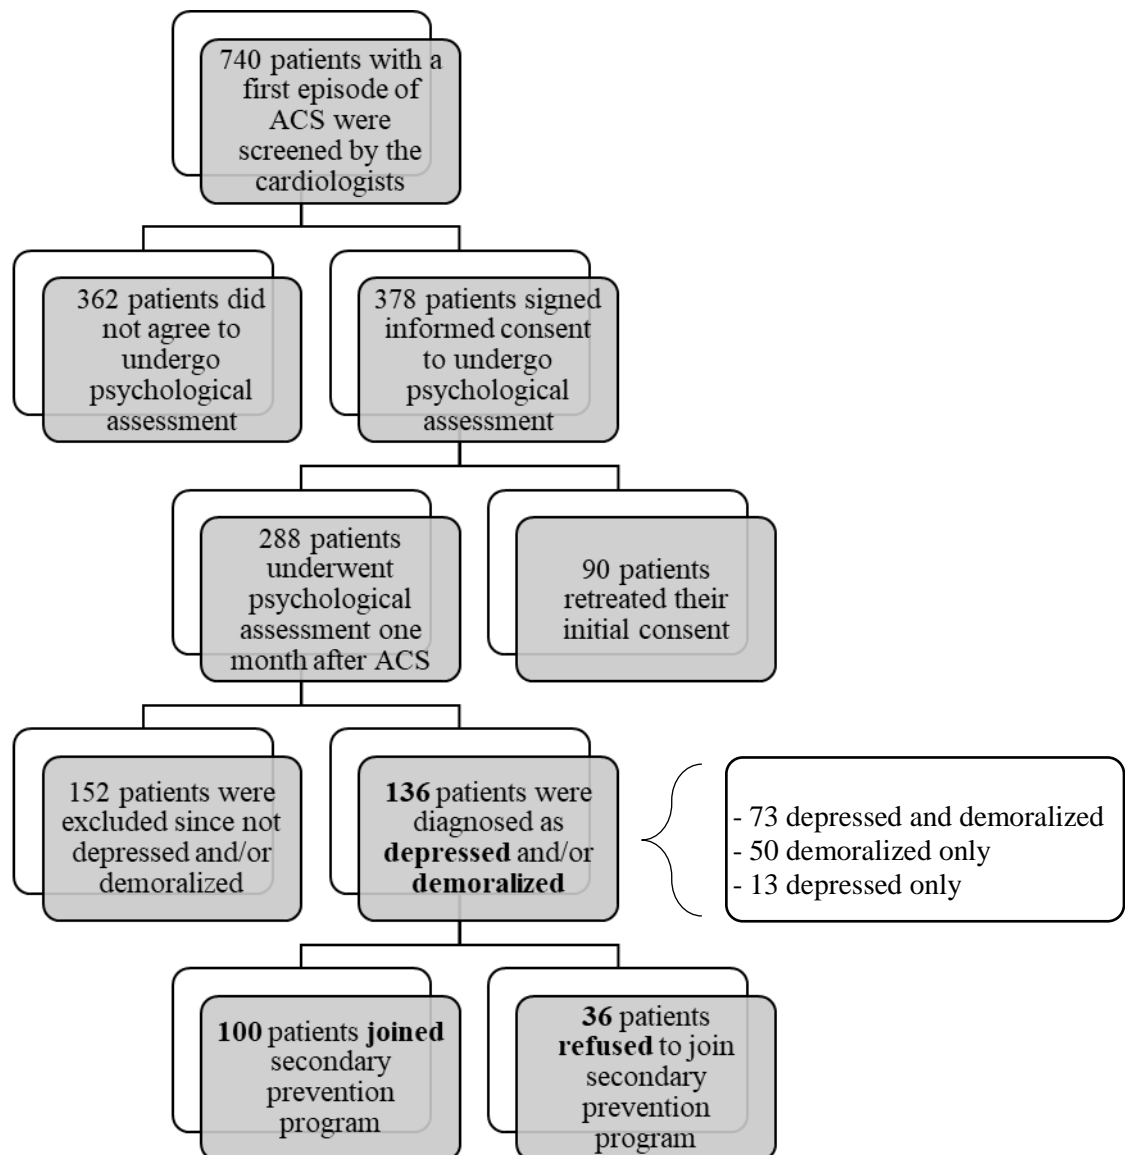 740 patients with a
first episode of
ACS were
screened by the
cardiologists
362 patients did
not agree to
undergo
psychological
assessment
378 patients signed
informed consent
to undergo
psychological
assessment
288 patients
underwent
psychological
assessment one
month after ACS
90 patients
retreated their
initial consent
152 patients were
excluded since not
depressed and/or
demoralized
136 patients were
diagnosed as
depressed and/or
demoralized
- 73 depressed and demoralized
- 50 demoralized only
- 13 depressed only
100 patients joined
secondary
prevention
program
36 patients
refused to join
secondary
prevention
program